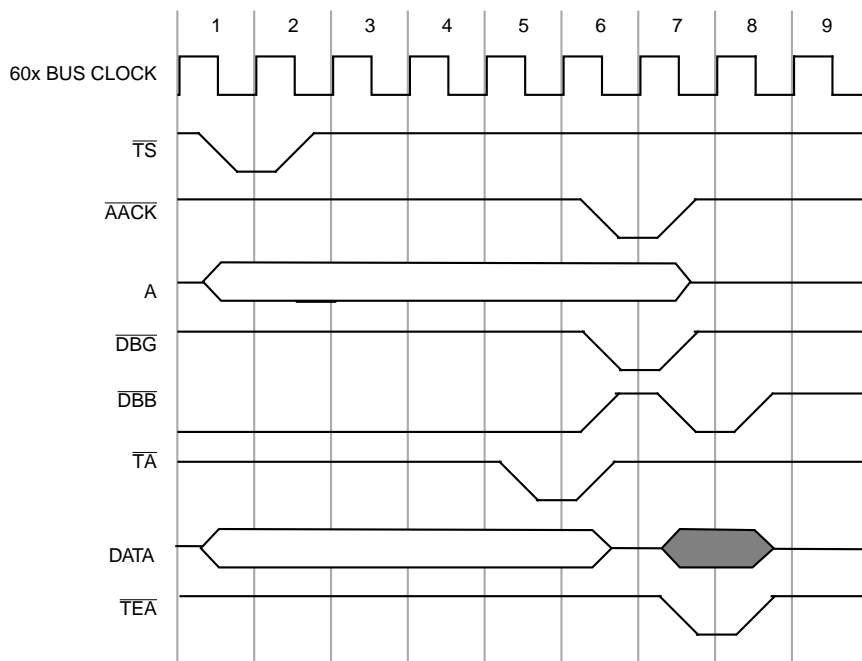 1 2 3 4 5 6 7 8 9
60x BUS CLOCK
TS
AACK
A
DBG
DBB
TA
DATA
TEA